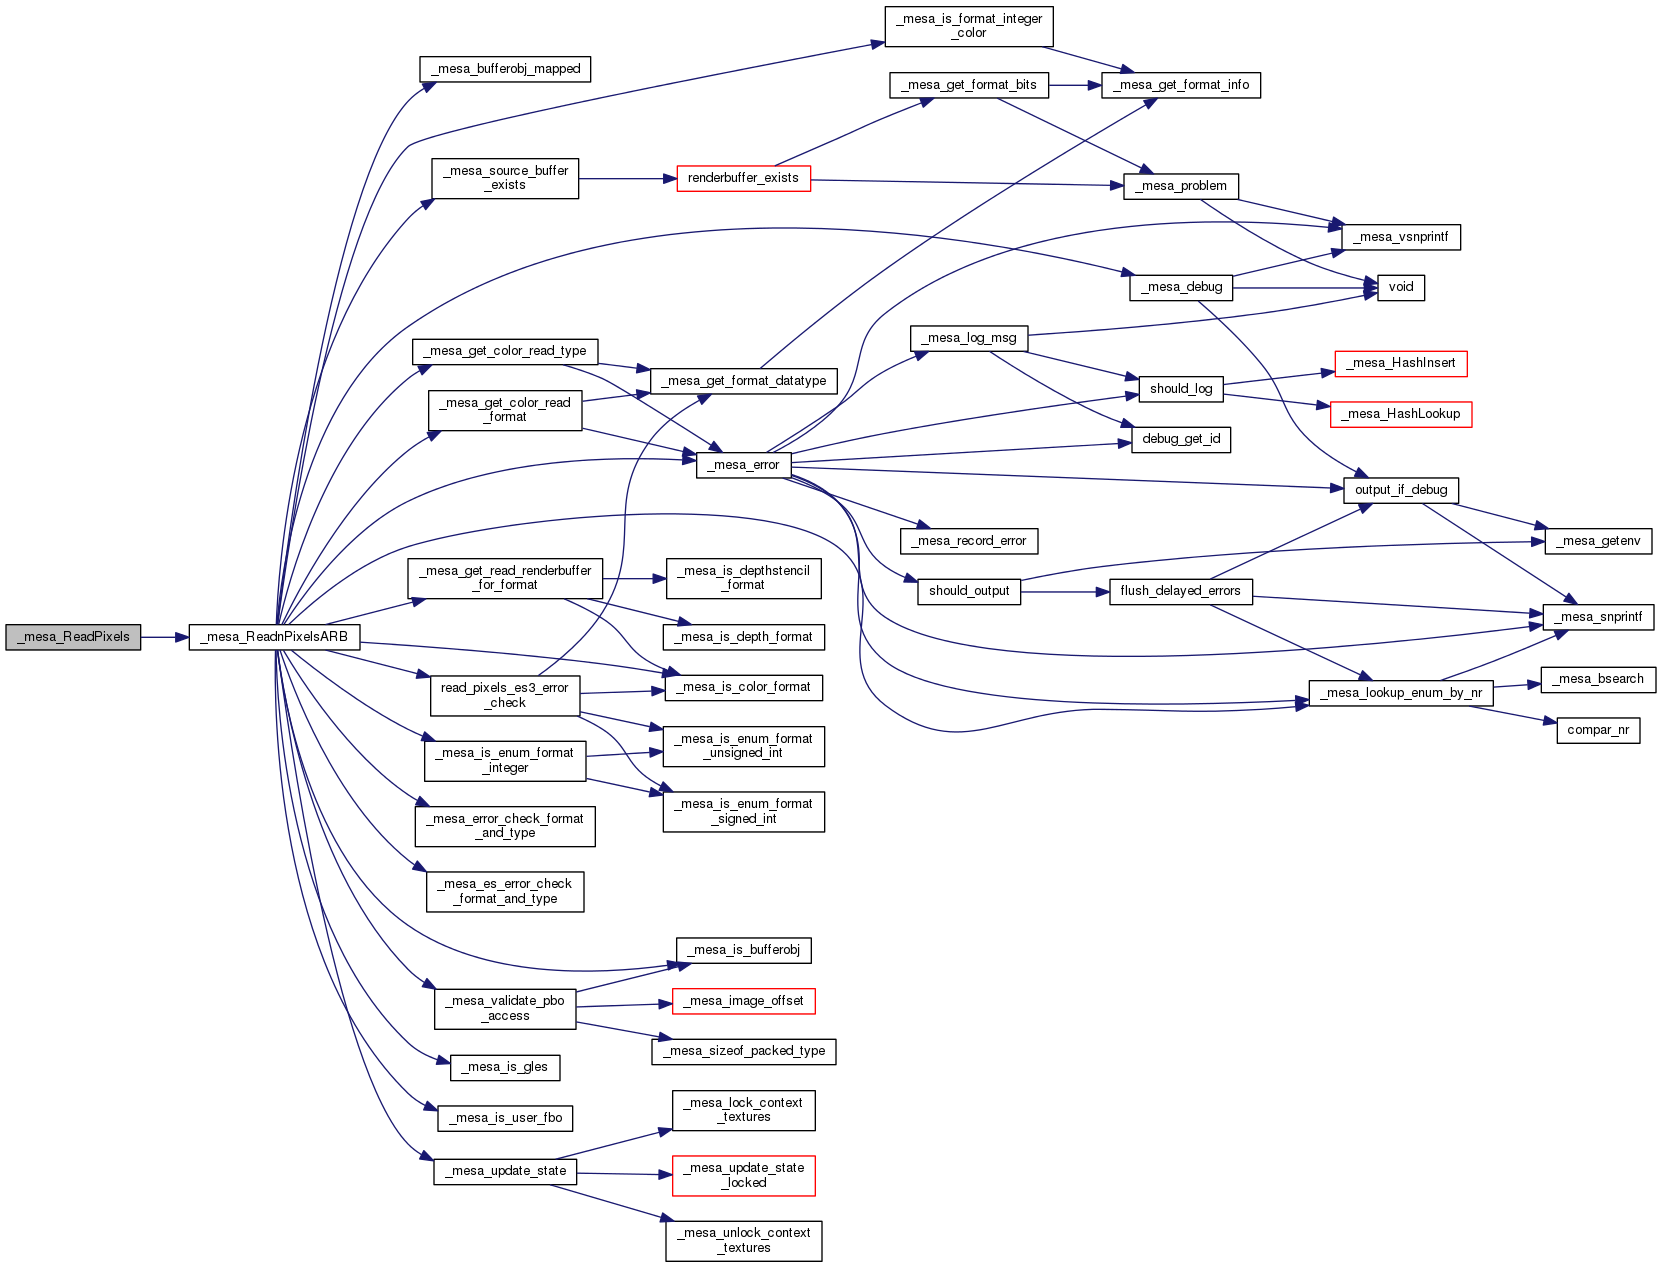 _mesa_is_format_integer
_color
_mesa_bufferobj_mapped
_mesa_get_format_bits
_mesa_get_format_info
_mesa_source_buffer
_exists
renderbuffer_exists
_mesa_problem
_mesa_vsnprintf
_mesa_debug
void
_mesa_log_msg
_mesa_get_color_read_type
_mesa_get_format_datatype
should_log
_mesa_HashInsert
_mesa_get_color_read
_format
_mesa_HashLookup
debug_get_id
_mesa_error
output_if_debug
_mesa_record_error
_mesa_getenv
_mesa_get_read_renderbuffer
_for_format
_mesa_is_depthstencil
_format
should_output
flush_delayed_errors
_mesa_snprintf
_mesa_ReadPixels
_mesa_ReadnPixelsARB
_mesa_is_depth_format
read_pixels_es3_error
_check
_mesa_is_color_format
_mesa_lookup_enum_by_nr
_mesa_bsearch
compar_nr
_mesa_is_enum_format
_integer
_mesa_is_enum_format
_unsigned_int
_mesa_error_check_format
_and_type
_mesa_is_enum_format
_signed_int
_mesa_es_error_check
_format_and_type
_mesa_is_bufferobj
_mesa_validate_pbo
_access
_mesa_image_offset
_mesa_sizeof_packed_type
_mesa_is_gles
_mesa_is_user_fbo
_mesa_lock_context
_textures
_mesa_update_state
_mesa_update_state
_locked
_mesa_unlock_context
_textures